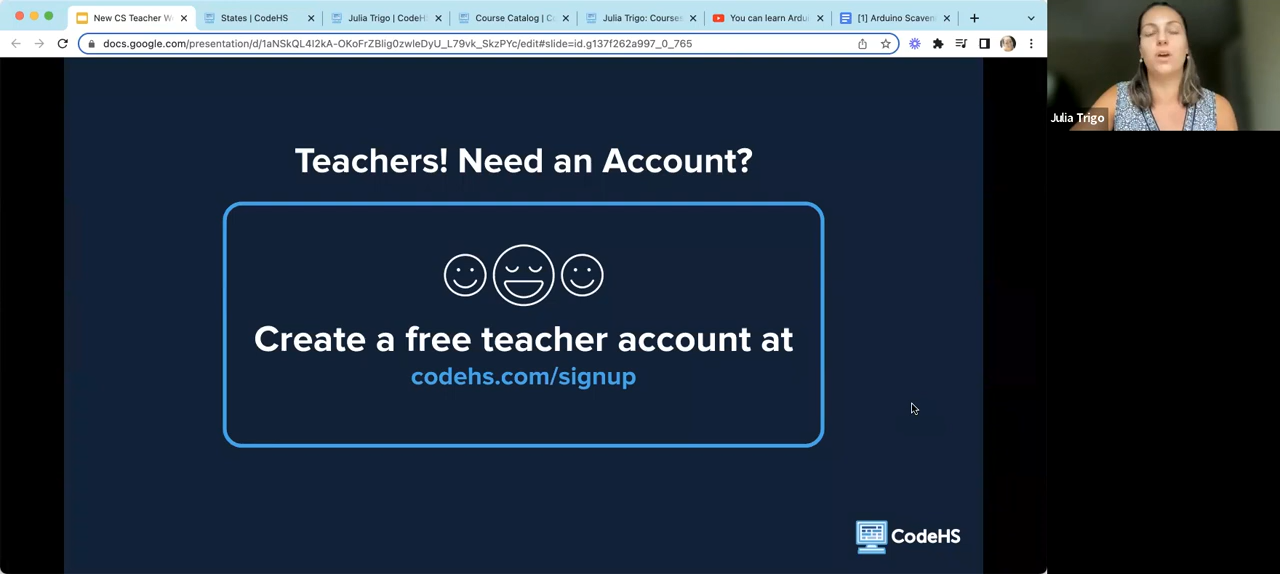 New CS Teacher W
States | CodeHS
Julia Trigo | CodeH
Course Catalog | C
Julia Trigo: Courses
You can learn Ardui
[1] Arduino Scaven
docs.google.com/presentation/d/1aNSkQL4I2kA-OKoFrZBlig0zwleDyU_L79vk_SkzPYc/edit#slide=id.g137f262a997_0_765
Julia Trigo
Teachers! Need an Account?
Create a free teacher account at
codehs.com/signup
CodeHS